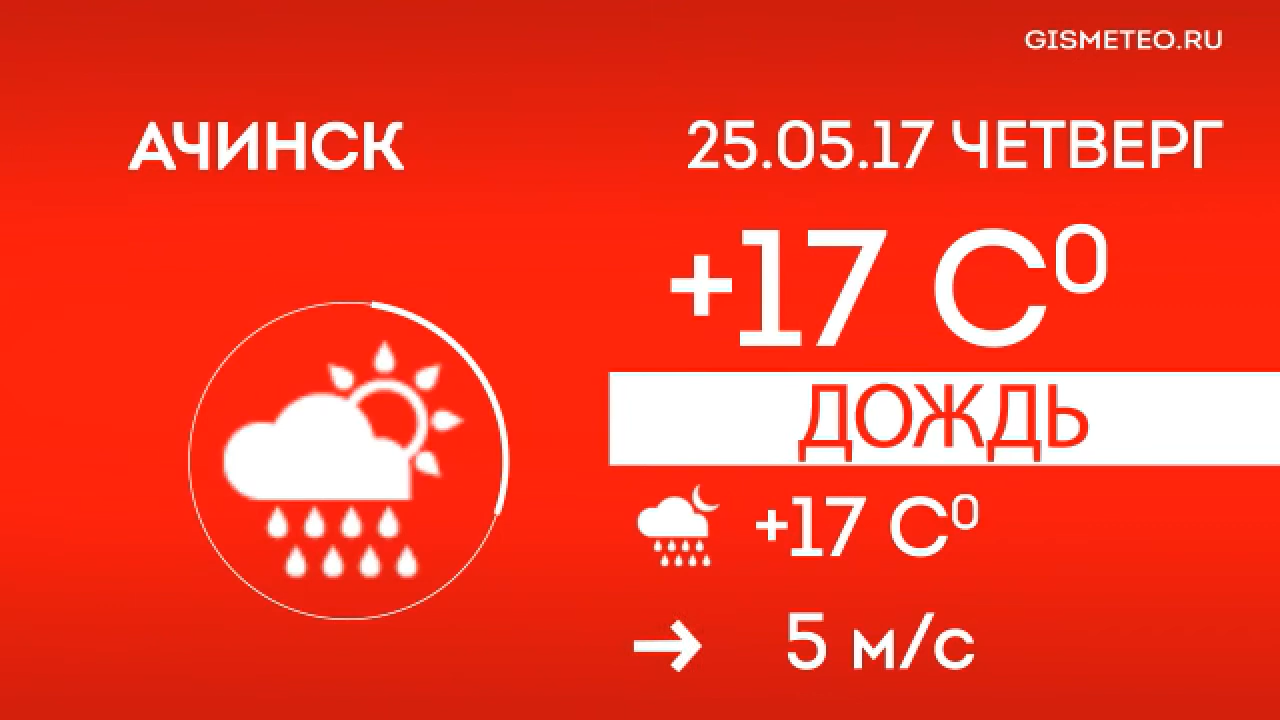 GISMETEO.RU
АЧИНСК
25.05.17 ЧЕТВЕРГ
+17 C⁰
ДОЖДЬ
+17 C⁰
5 м/с